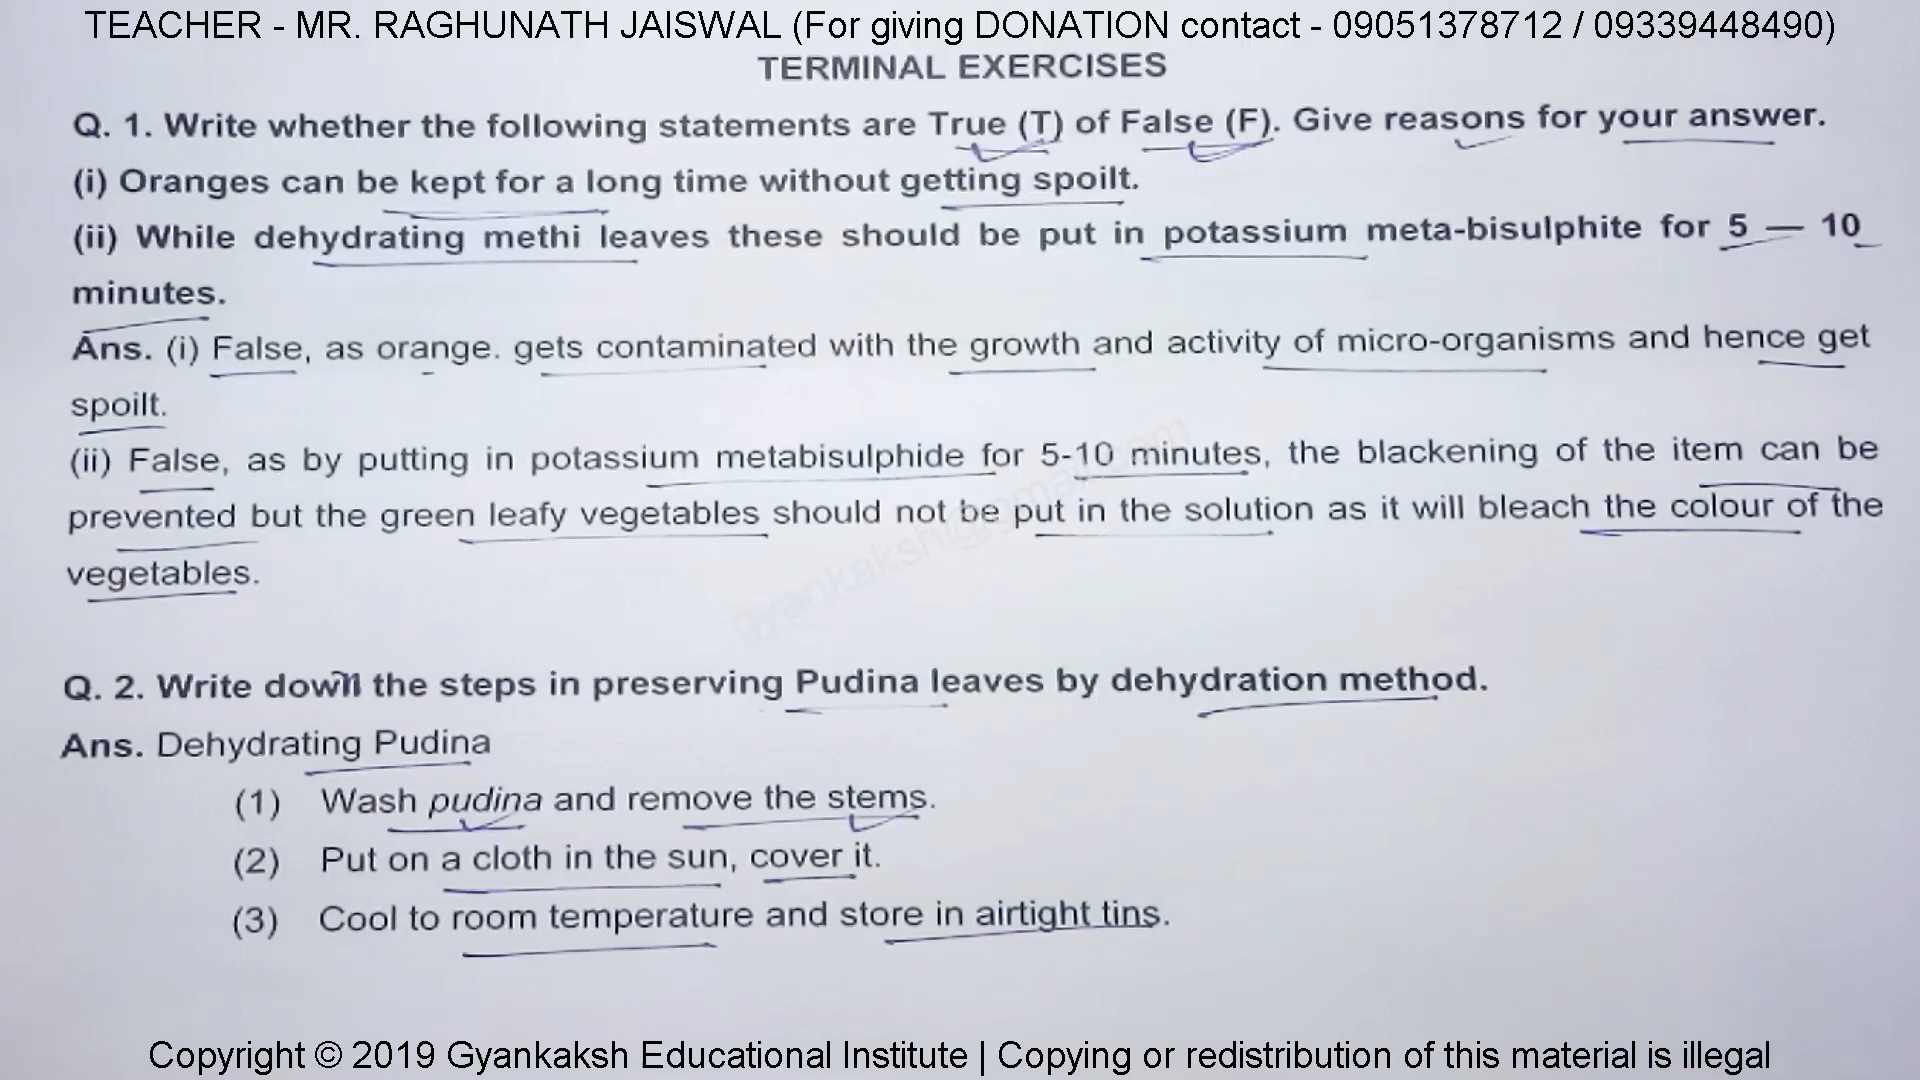 TEACHER - MR. RAGHUNATH JAISWAL (For giving DONATION contact - 09051378712 / 09339448490)
TERMINAL EXERCISES
Q. 1. Write whether the following statements are True (T) of False (F). Give reasons for your answer.
(i) Oranges can be kept for a long time without getting spoilt.
(ii) While dehydrating methi leaves these should be put in potassium meta-bisulphite for 5 — 10
minutes.
Ans. (i) False, as orange. gets contaminated with the growth and activity of micro-organisms and hence get
spoilt.
(ii) False, as by putting in potassium metabisulphide for 5-10 minutes, the blackening of the item can be
prevented but the green leafy vegetables should not be put in the solution as it will bleach the colour of the
vegetables.
gyankaksh@gmail.com
Q. 2. Write down the steps in preserving Pudina leaves by dehydration method.
Ans. Dehydrating Pudina
(1) Wash pudina and remove the stems.
(2) Put on a cloth in the sun, cover it.
(3) Cool to room temperature and store in airtight tins.
Copyright © 2019 Gyankaksh Educational Institute | Copying or redistribution of this material is illegal